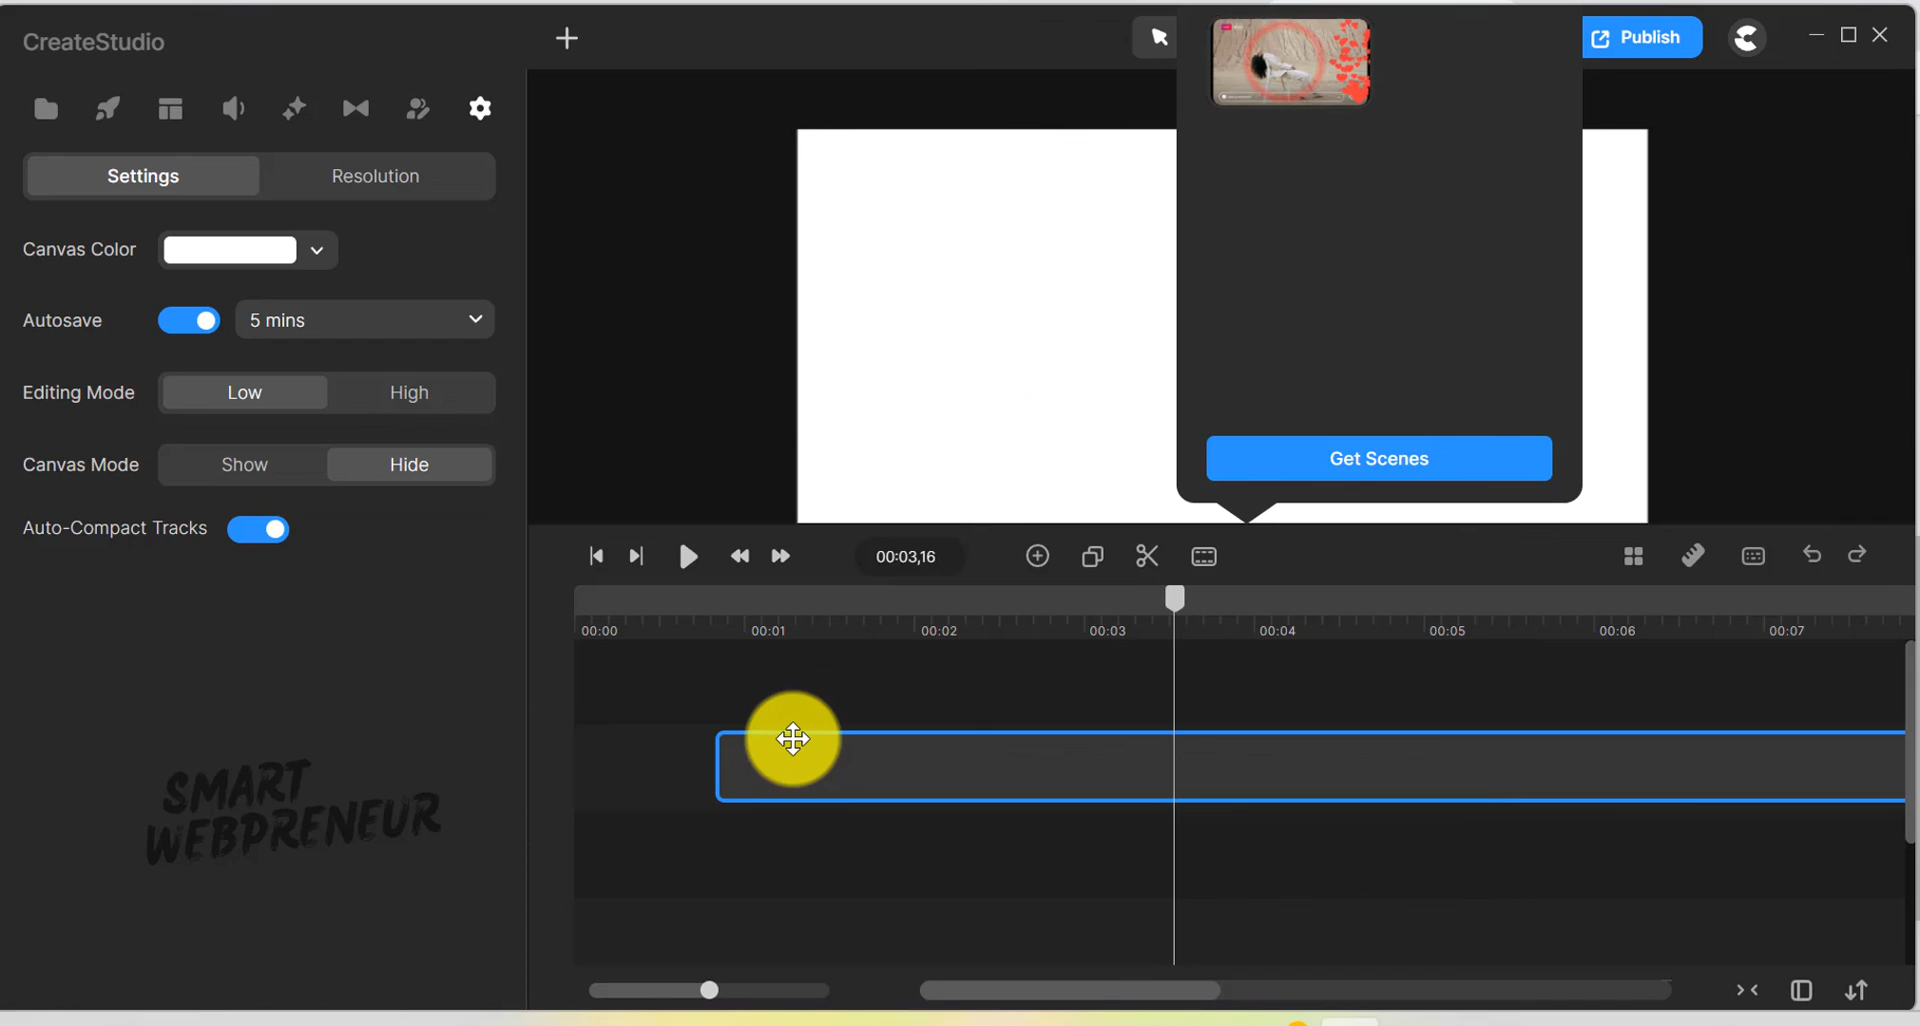 CreateStudio
Publish
Settings
Resolution
Canvas Color
Autosave
5 mins
Editing Mode
Low
High
Canvas Mode
Show
Hide
Auto-Compact Tracks
Get Scenes
00:03,16
00:00
00:01
00:02
00:03
00:04
00:05
00:06
00:07
SMART
WEBPRENEUR